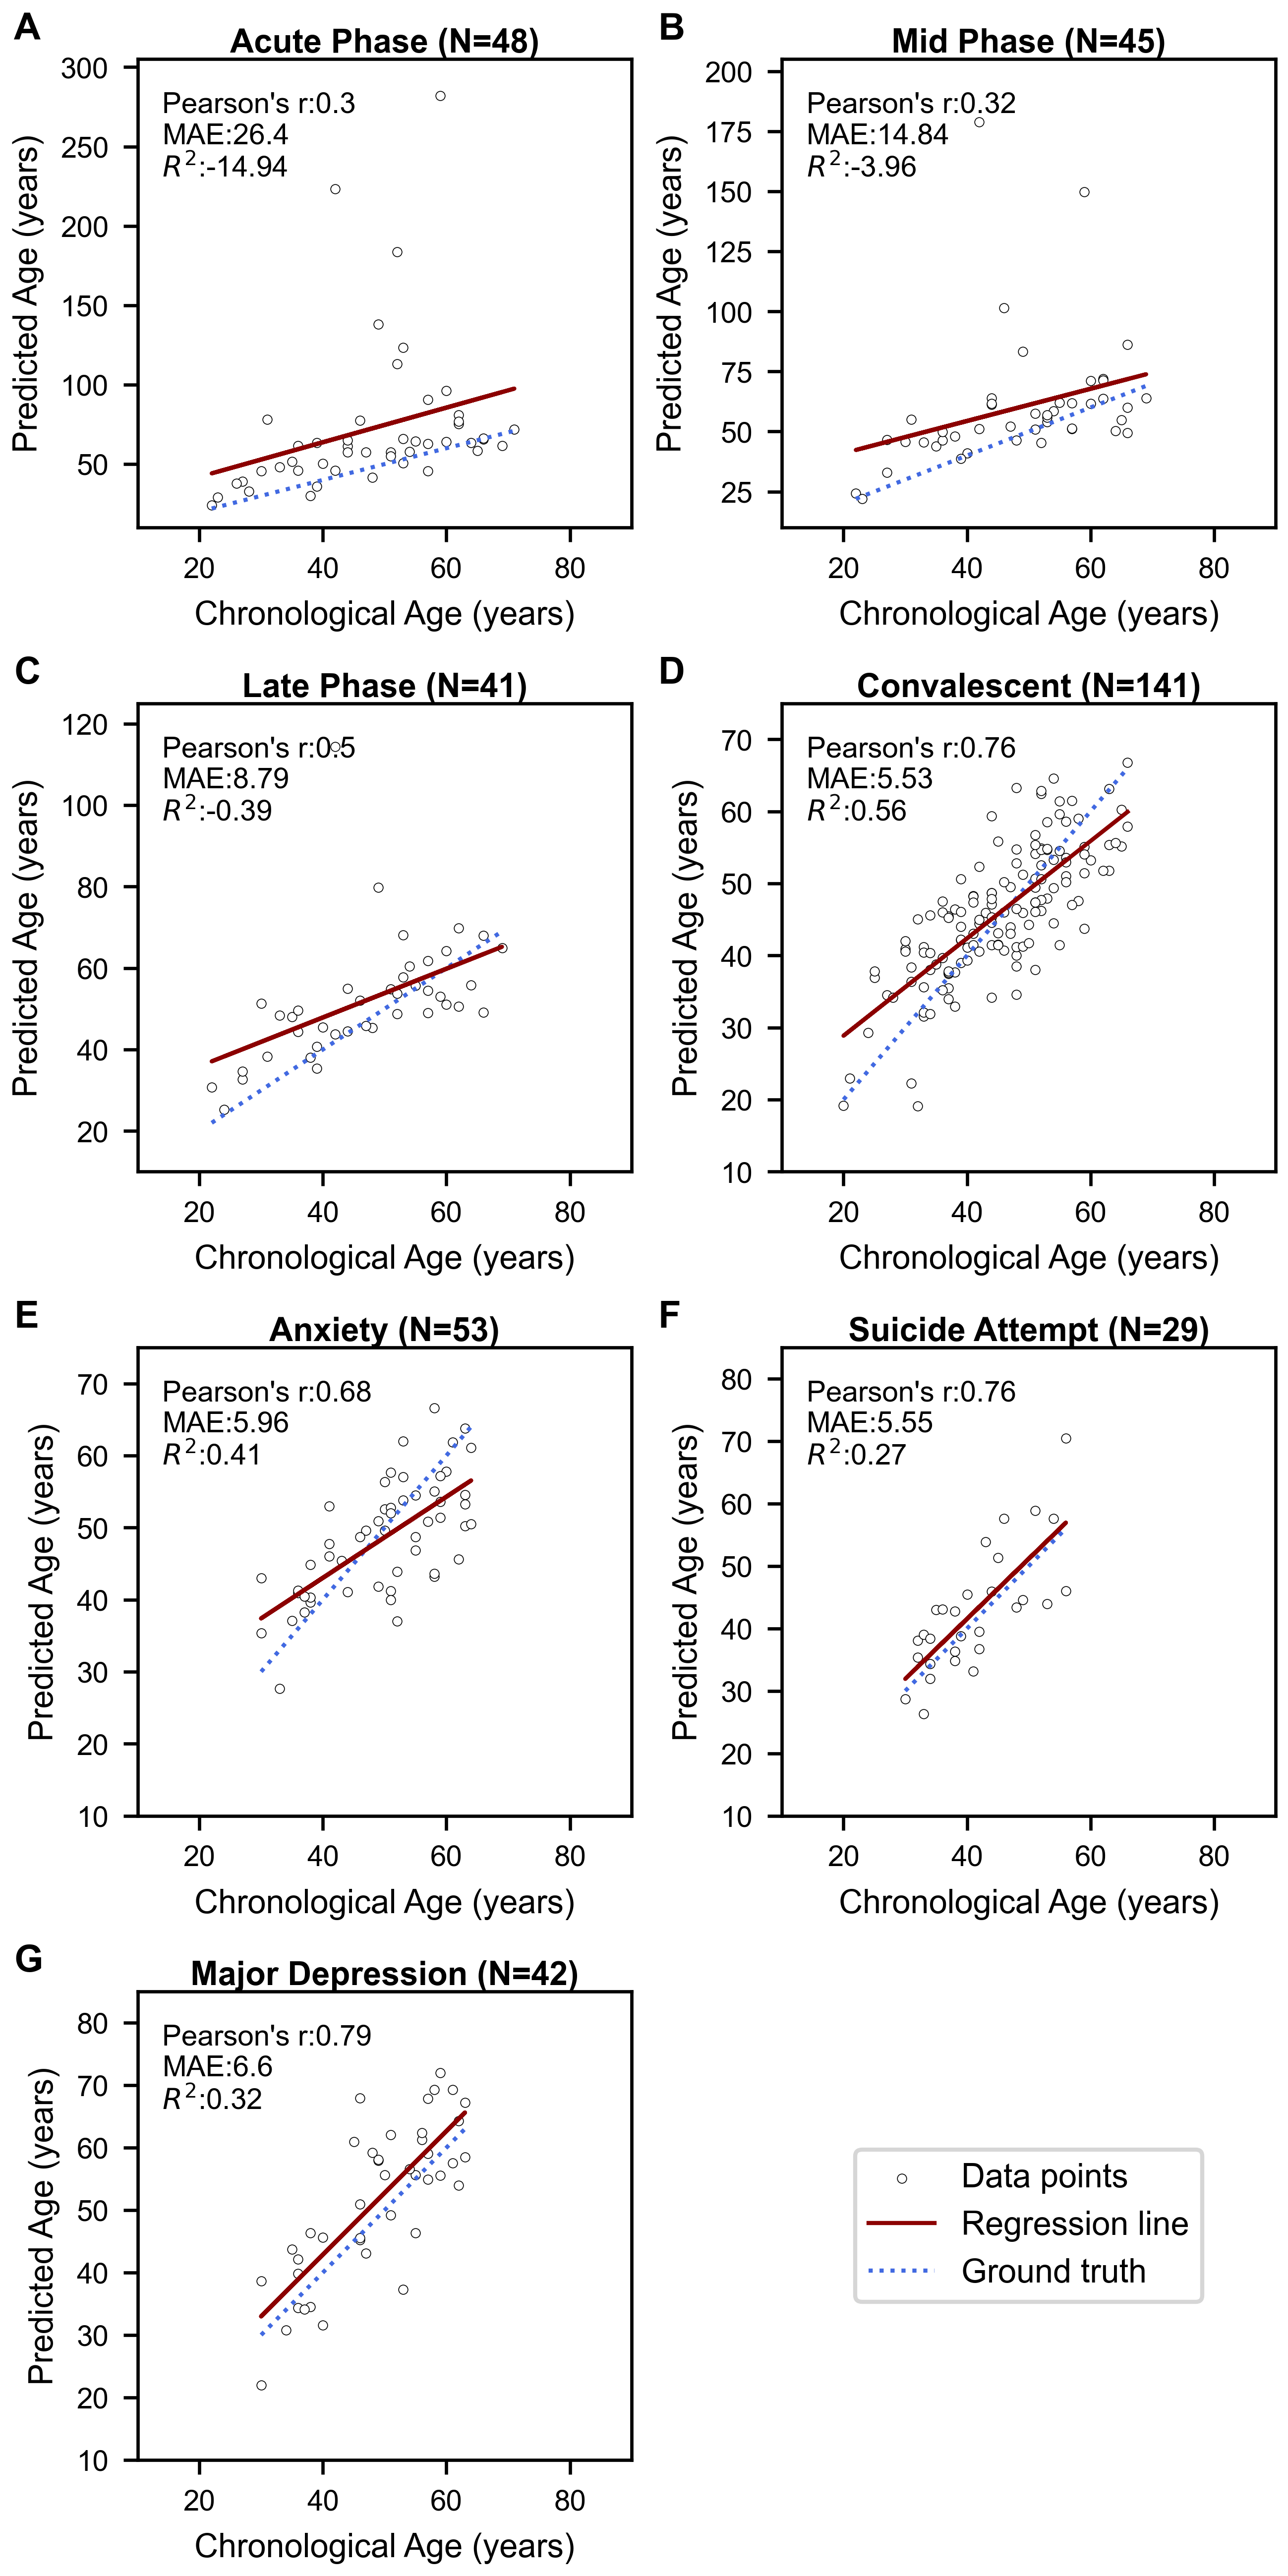 A
Acute Phase (N=48)
Pearson's r:0.3
MAE:26.4
R²:-14.94
300
250
200
150
100
50
Predicted Age (years)
20 40 60 80
Chronological Age (years)
B
Mid Phase (N=45)
Pearson's r:0.32
MAE:14.84
R²:-3.96
200
175
150
125
100
75
50
25
Predicted Age (years)
20 40 60 80
Chronological Age (years)
C
Late Phase (N=41)
Pearson's r:0.5
MAE:8.79
R²:-0.39
120
100
80
60
40
20
Predicted Age (years)
20 40 60 80
Chronological Age (years)
D
Convalescent (N=141)
Pearson's r:0.76
MAE:5.53
R²:0.56
70
60
50
40
30
20
10
Predicted Age (years)
20 40 60 80
Chronological Age (years)
E
Anxiety (N=53)
Pearson's r:0.68
MAE:5.96
R²:0.41
70
60
50
40
30
20
10
Predicted Age (years)
20 40 60 80
Chronological Age (years)
F
Suicide Attempt (N=29)
Pearson's r:0.76
MAE:5.55
R²:0.27
80
70
60
50
40
30
20
10
Predicted Age (years)
20 40 60 80
Chronological Age (years)
G
Major Depression (N=42)
Pearson's r:0.79
MAE:6.6
R²:0.32
80
70
60
50
40
30
20
10
Predicted Age (years)
20 40 60 80
Chronological Age (years)
Data points
Regression line
Ground truth